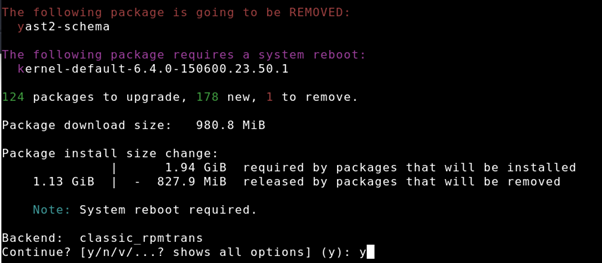 The following package is going to be REMOVED:
yast2-schema
The following package requires a system reboot:
kernel-default-6.4.0-150600.23.50.1
124 packages to upgrade, 178 new, 1 to remove.
Package download size:   980.8 MiB
Package install size change:
|      1.94 GiB  required by packages that will be installed
1.13 GiB  |  -  827.9 MiB  released by packages that will be removed
Note: System reboot required.
Backend:  classic_rpmtrans
Continue? [y/n/v/...? shows all options] (y): y